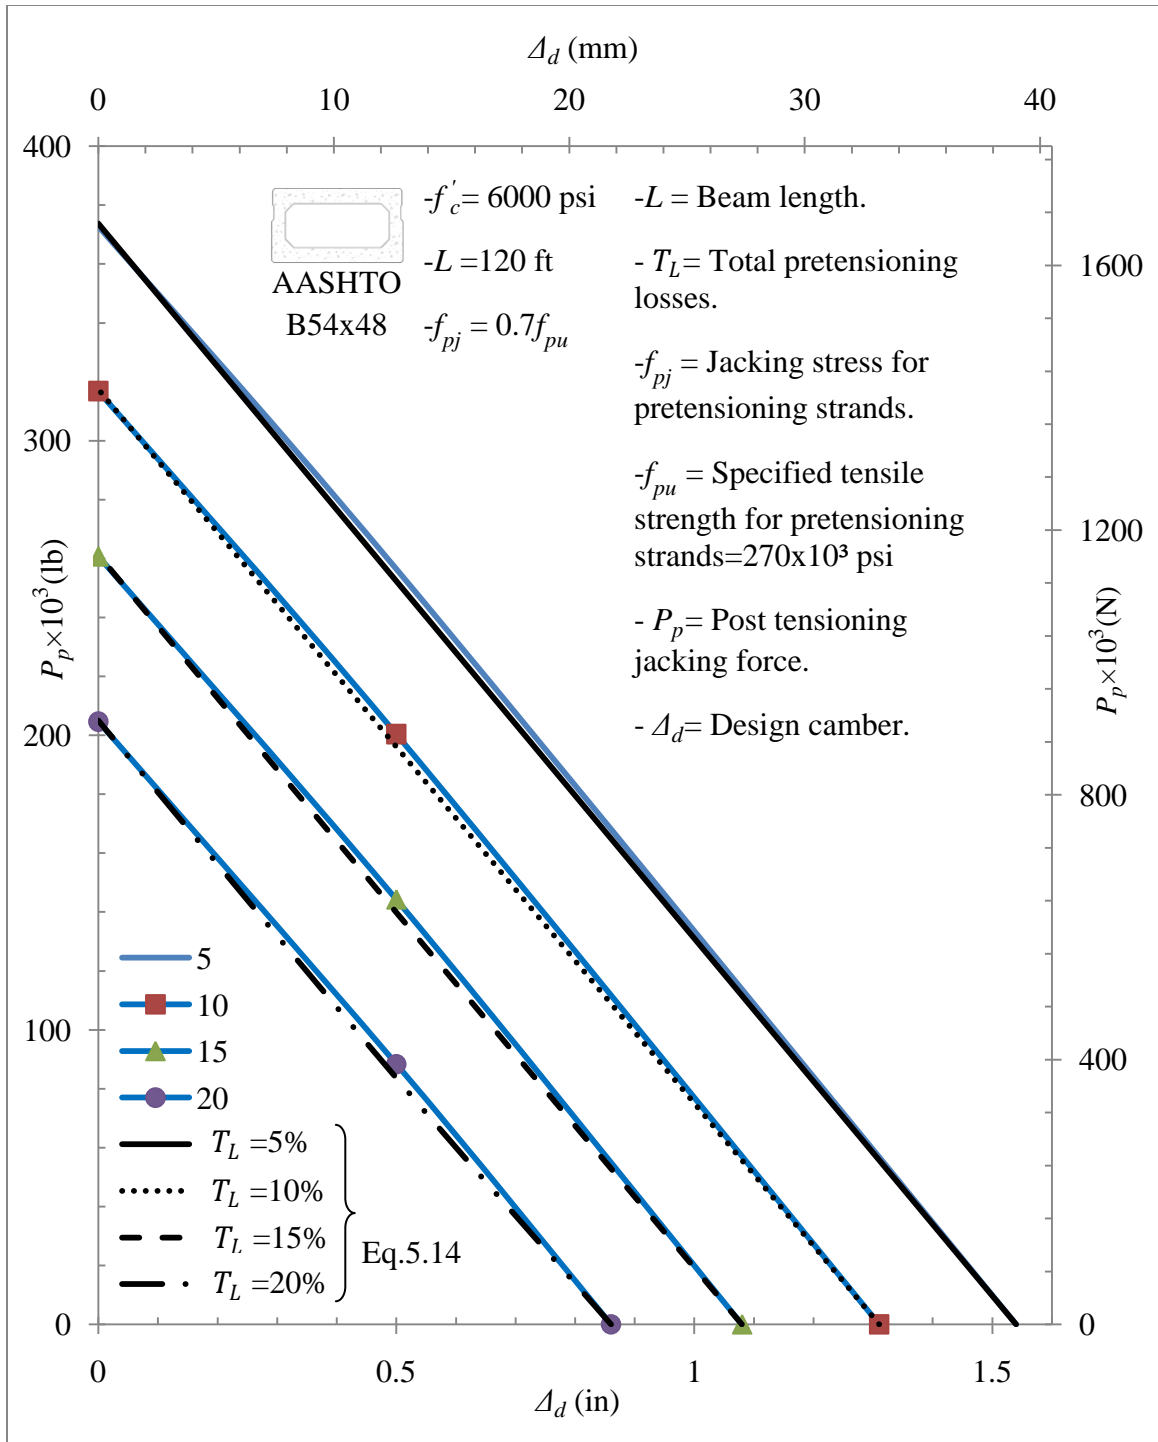 Δd (mm)
0 10 20 30 40
400
300
200
100
0
Pp×10³(lb)
AASHTO
B54x48
-f'c= 6000 psi
-L =120 ft
-fpj = 0.7fpu
-L = Beam length.
- TL= Total pretensioning
losses.
-fpj = Jacking stress for
pretensioning strands.
-fpu = Specified tensile
strength for pretensioning
strands=270x10³ psi
- Pp= Post tensioning
jacking force.
- Δd= Design camber.
1600
1200
800
400
0
Pp×10³(N)
5
10
15
20
TL =5%
TL =10%
TL =15%
TL =20%
Eq.5.14
0 0.5 1 1.5
Δd (in)